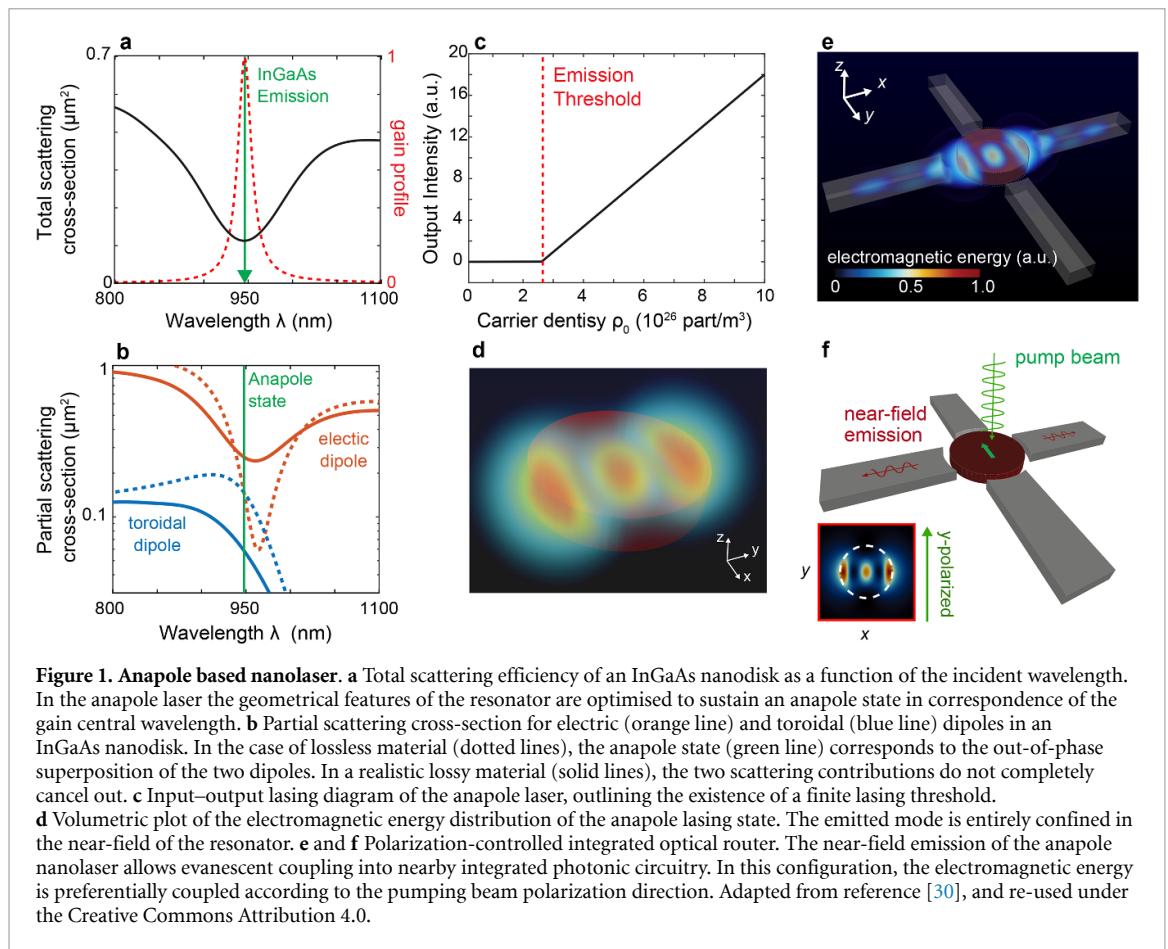 a
0.7
0
Total scattering
cross-section (μm²)
InGaAs
Emission
1
0
gain profile
800
950
1100
Wavelength λ (nm)
b
1
0.1
Partial scattering
cross-section (μm²)
Anapole
state
electic
dipole
toroidal
dipole
800
950
1100
Wavelength λ (nm)
c
20
16
12
8
4
0
Output Intensity (a.u.)
Emission
Threshold
0
2
4
6
8
10
Carrier dentisy ρ₀ (10²⁶ part/m³)
d
z
y
x
e
z
x
y
electromagnetic energy (a.u.)
0
0.5
1.0
f
pump beam
near-field
emission
y
x
y-polarized
Figure 1. Anapole based nanolaser. a Total scattering efficiency of an InGaAs nanodisk as a function of the incident wavelength.
In the anapole laser the geometrical features of the resonator are optimised to sustain an anapole state in correspondence of the
gain central wavelength. b Partial scattering cross-section for electric (orange line) and toroidal (blue line) dipoles in an
InGaAs nanodisk. In the case of lossless material (dotted lines), the anapole state (green line) corresponds to the out-of-phase
superposition of the two dipoles. In a realistic lossy material (solid lines), the two scattering contributions do not completely
cancel out. c Input–output lasing diagram of the anapole laser, outlining the existence of a finite lasing threshold.
d Volumetric plot of the electromagnetic energy distribution of the anapole lasing state. The emitted mode is entirely confined in
the near-field of the resonator. e and f Polarization-controlled integrated optical router. The near-field emission of the anapole
nanolaser allows evanescent coupling into nearby integrated photonic circuitry. In this configuration, the electromagnetic energy
is preferentially coupled according to the pumping beam polarization direction. Adapted from reference [30], and re-used under
the Creative Commons Attribution 4.0.